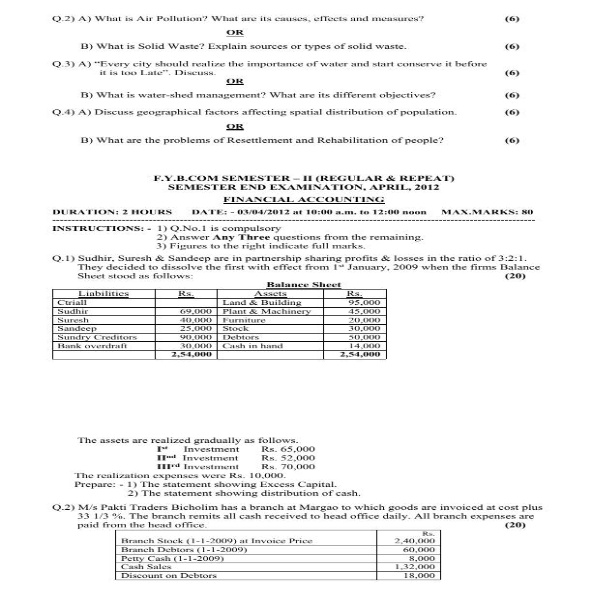 Q.2) A) What is Air Pollution? What are its causes, effects and measures? (6)
OR
B) What is Solid Waste? Explain sources or types of solid waste. (6)
Q.3) A) “Every city should realize the importance of water and start conserve it before
it is too Late”. Discuss. (6)
OR
B) What is water-shed management? What are its different objectives? (6)
Q.4) A) Discuss geographical factors affecting spatial distribution of population. (6)
OR
B) What are the problems of Resettlement and Rehabilitation of people? (6)
F.Y.B.COM SEMESTER – II (REGULAR & REPEAT)
SEMESTER END EXAMINATION, APRIL, 2012
FINANCIAL ACCOUNTING
DURATION: 2 HOURS DATE: - 03/04/2012 at 10:00 a.m. to 12:00 noon MAX.MARKS: 80
INSTRUCTIONS: - 1) Q.No.1 is compulsory
2) Answer Any Three questions from the remaining.
3) Figures to the right indicate full marks.
Q.1) Sudhir, Suresh & Sandeep are in partnership sharing profits & losses in the ratio of 3:2:1.
They decided to dissolve the first with effect from 1st January, 2009 when the firms Balance
Sheet stood as follows: (20)
Balance Sheet
Liabilities Rs. Assets Rs.
Ctriall Land & Building 95,000
Sudhir 69,000 Plant & Machinery 45,000
Suresh 40,000 Furniture 20,000
Sandeep 25,000 Stock 30,000
Sundry Creditors 90,000 Debtors 50,000
Bank overdraft 30,000 Cash in hand 14,000
2,54,000 2,54,000
The assets are realized gradually as follows.
Ist Investment Rs. 65,000
IInd Investment Rs. 52,000
IIIrd Investment Rs. 70,000
The realization expenses were Rs. 10,000.
Prepare: - 1) The statement showing Excess Capital.
2) The statement showing distribution of cash.
Q.2) M/s Pakti Traders Bicholim has a branch at Margao to which goods are invoiced at cost plus
33 1/3 %. The branch remits all cash received to head office daily. All branch expenses are
paid from the head office. (20)
Rs.
Branch Stock (1-1-2009) at Invoice Price 2,40,000
Branch Debtors (1-1-2009) 60,000
Petty Cash (1-1-2009) 8,000
Cash Sales 1,32,000
Discount on Debtors 18,000